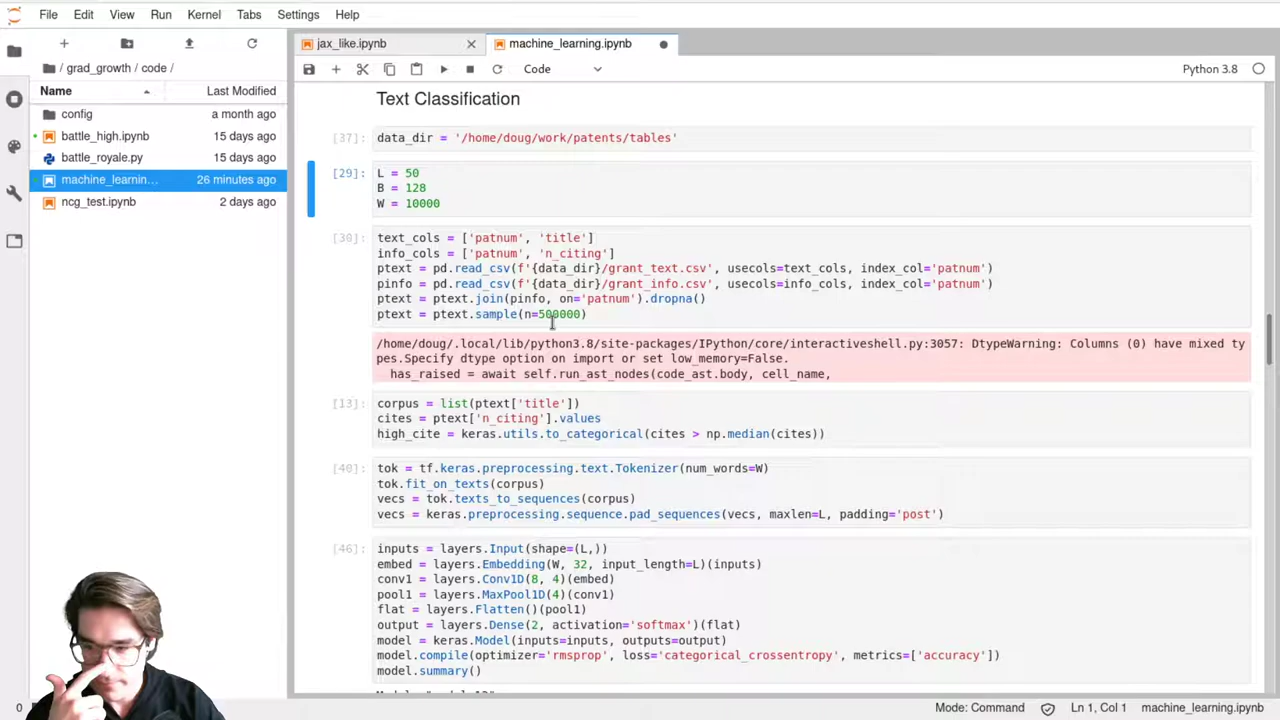 File Edit View Run Kernel Tabs Settings Help
jax_like.ipynb
machine_learning.ipynb
/ grad_growth / code /
Code
Python 3.8
Name Last Modified
config a month ago
battle_high.ipynb 15 days ago
battle_royale.py 15 days ago
machine_learnin... 26 minutes ago
ncg_test.ipynb 2 days ago
Text Classification
[37]: data_dir = '/home/doug/work/patents/tables'
[29]: L = 50
B = 128
W = 10000
[30]: text_cols = ['patnum', 'title']
info_cols = ['patnum', 'n_citing']
ptext = pd.read_csv(f'{data_dir}/grant_text.csv', usecols=text_cols, index_col='patnum')
pinfo = pd.read_csv(f'{data_dir}/grant_info.csv', usecols=info_cols, index_col='patnum')
ptext = ptext.join(pinfo, on='patnum').dropna()
ptext = ptext.sample(n=500000)
/home/doug/.local/lib/python3.8/site-packages/IPython/core/interactiveshell.py:3057: DtypeWarning: Columns (0) have mixed ty
pes.Specify dtype option on import or set low_memory=False.
has_raised = await self.run_ast_nodes(code_ast.body, cell_name,
[13]: corpus = list(ptext['title'])
cites = ptext['n_citing'].values
high_cite = keras.utils.to_categorical(cites > np.median(cites))
[40]: tok = tf.keras.preprocessing.text.Tokenizer(num_words=W)
tok.fit_on_texts(corpus)
vecs = tok.texts_to_sequences(corpus)
vecs = keras.preprocessing.sequence.pad_sequences(vecs, maxlen=L, padding='post')
[46]: inputs = layers.Input(shape=(L,))
embed = layers.Embedding(W, 32, input_length=L)(inputs)
conv1 = layers.Conv1D(8, 4)(embed)
pool1 = layers.MaxPool1D(4)(conv1)
flat = layers.Flatten()(pool1)
output = layers.Dense(2, activation='softmax')(flat)
model = keras.Model(inputs=inputs, outputs=output)
model.compile(optimizer='rmsprop', loss='categorical_crossentropy', metrics=['accuracy'])
model.summary()
0
Mode: Command
Ln 1, Col 1
machine_learning.ipynb